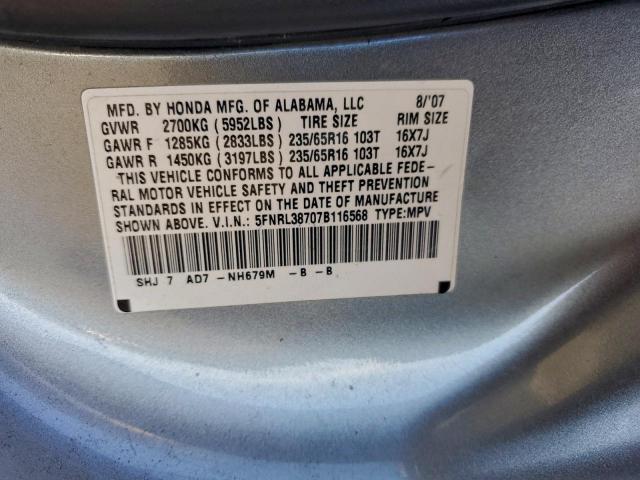 MFD. BY HONDA MFG. OF ALABAMA, LLC 8/'07
GVWR 2700KG (5952LBS) TIRE SIZE RIM SIZE
GAWR F 1285KG (2833LBS) 235/65R16 103T 16X7J
GAWR R 1450KG (3197LBS) 235/65R16 103T 16X7J
THIS VEHICLE CONFORMS TO ALL APPLICABLE FEDE-
RAL MOTOR VEHICLE SAFETY AND THEFT PREVENTION
STANDARDS IN EFFECT ON THE DATE OF MANUFACTURE
SHOWN ABOVE. V.I.N.: 5FNRL38707B116568 TYPE:MPV
SHJ 7 AD7 -NH679M -B -B